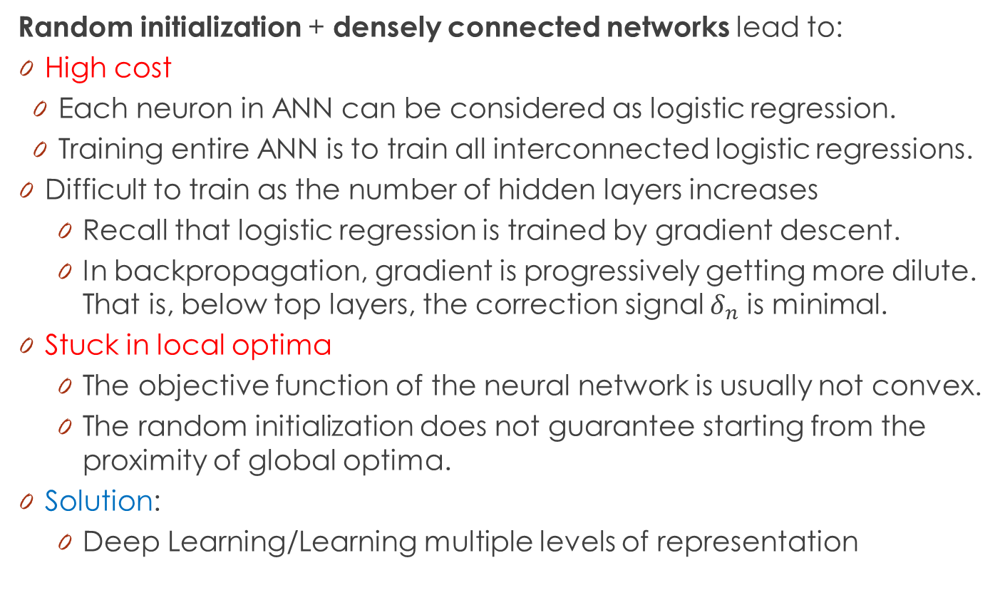 Random initialization + densely connected networks lead to:
High cost
Each neuron in ANN can be considered as logistic regression.
Training entire ANN is to train all interconnected logistic regressions.
Difficult to train as the number of hidden layers increases
Recall that logistic regression is trained by gradient descent.
In backpropagation, gradient is progressively getting more dilute.
That is, below top layers, the correction signal δₙ is minimal.
Stuck in local optima
The objective function of the neural network is usually not convex.
The random initialization does not guarantee starting from the
proximity of global optima.
Solution:
Deep Learning/Learning multiple levels of representation